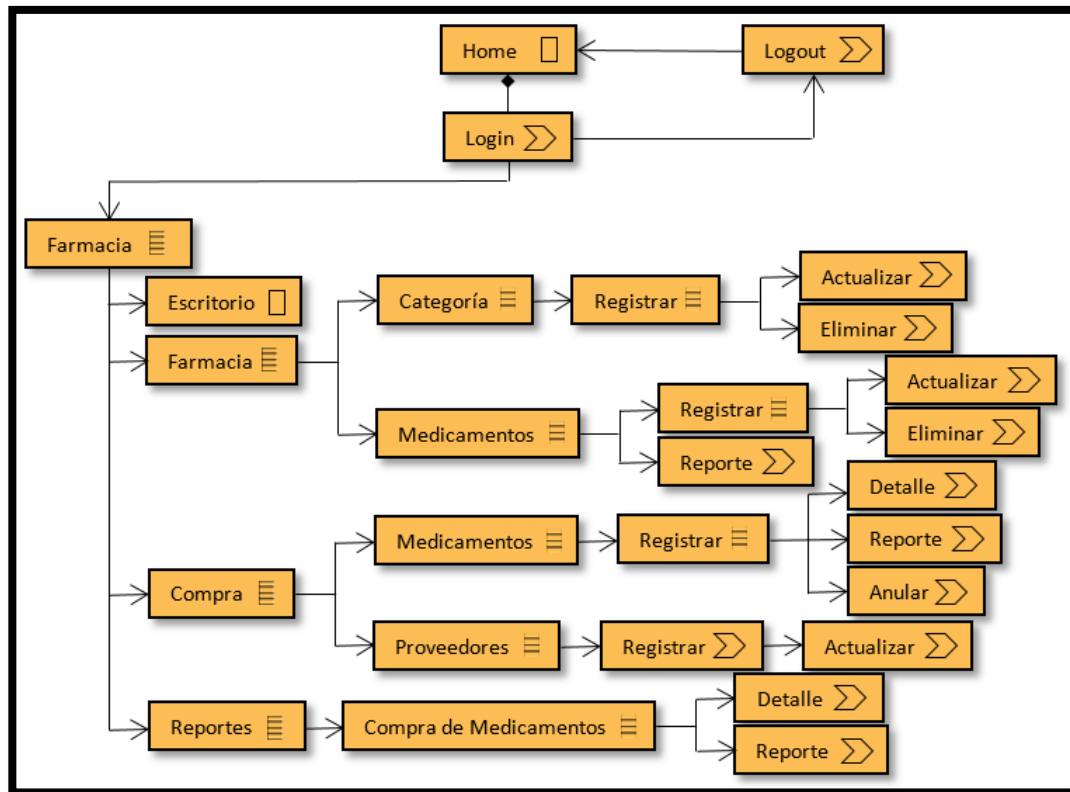 Home
Logout
Login
Farmacia
Escritorio
Categoría
Registrar
Actualizar
Eliminar
Farmacia
Medicamentos
Registrar
Actualizar
Eliminar
Reporte
Compra
Medicamentos
Registrar
Detalle
Reporte
Anular
Proveedores
Registrar
Actualizar
Reportes
Compra de Medicamentos
Detalle
Reporte